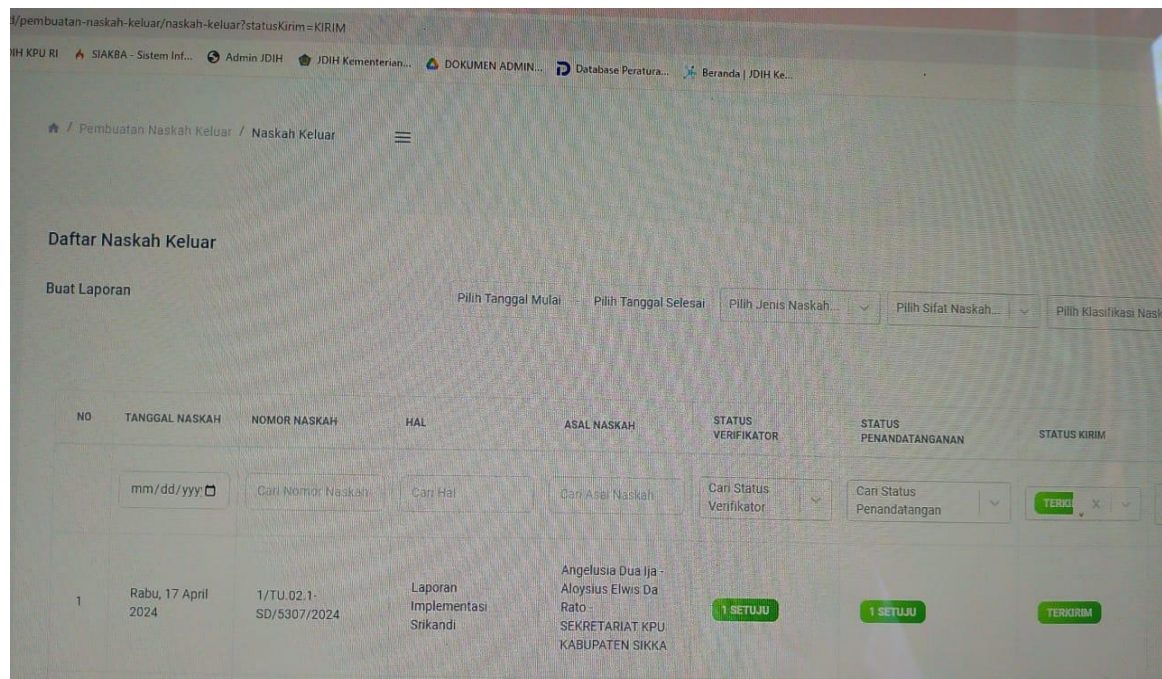 /pembuatan-naskah-keluar/naskah-keluar?statusKirim=KIRIM
IH KPU RI SIAKBA - Sistem Inf... Admin JDIH JDIH Kementerian... DOKUMEN ADMIN... Database Peratura... Beranda | JDIH Ke...
/ Pembuatan Naskah Keluar / Naskah Keluar
Daftar Naskah Keluar
Buat Laporan
Pilih Tanggal Mulai - Pilih Tanggal Selesai Pilih Jenis Naskah... Pilih Sifat Naskah... Pilih Klasifikasi Nask
NO TANGGAL NASKAH NOMOR NASKAH HAL ASAL NASKAH STATUS VERIFIKATOR STATUS PENANDATANGANAN STATUS KIRIM
mm/dd/yyy Cari Nomor Naskah Cari Hal Cari Asal Naskah Cari Status Verifikator Cari Status Penandatangan TERKI X
1
Rabu, 17 April
2024
1/TU.02.1-
SD/5307/2024
Laporan
Implementasi
Srikandi
Angelusia Dua Ija -
Aloysius Elwis Da
Rato -
SEKRETARIAT KPU
KABUPATEN SIKKA
1 SETUJU
1 SETUJU
TERKIRIM